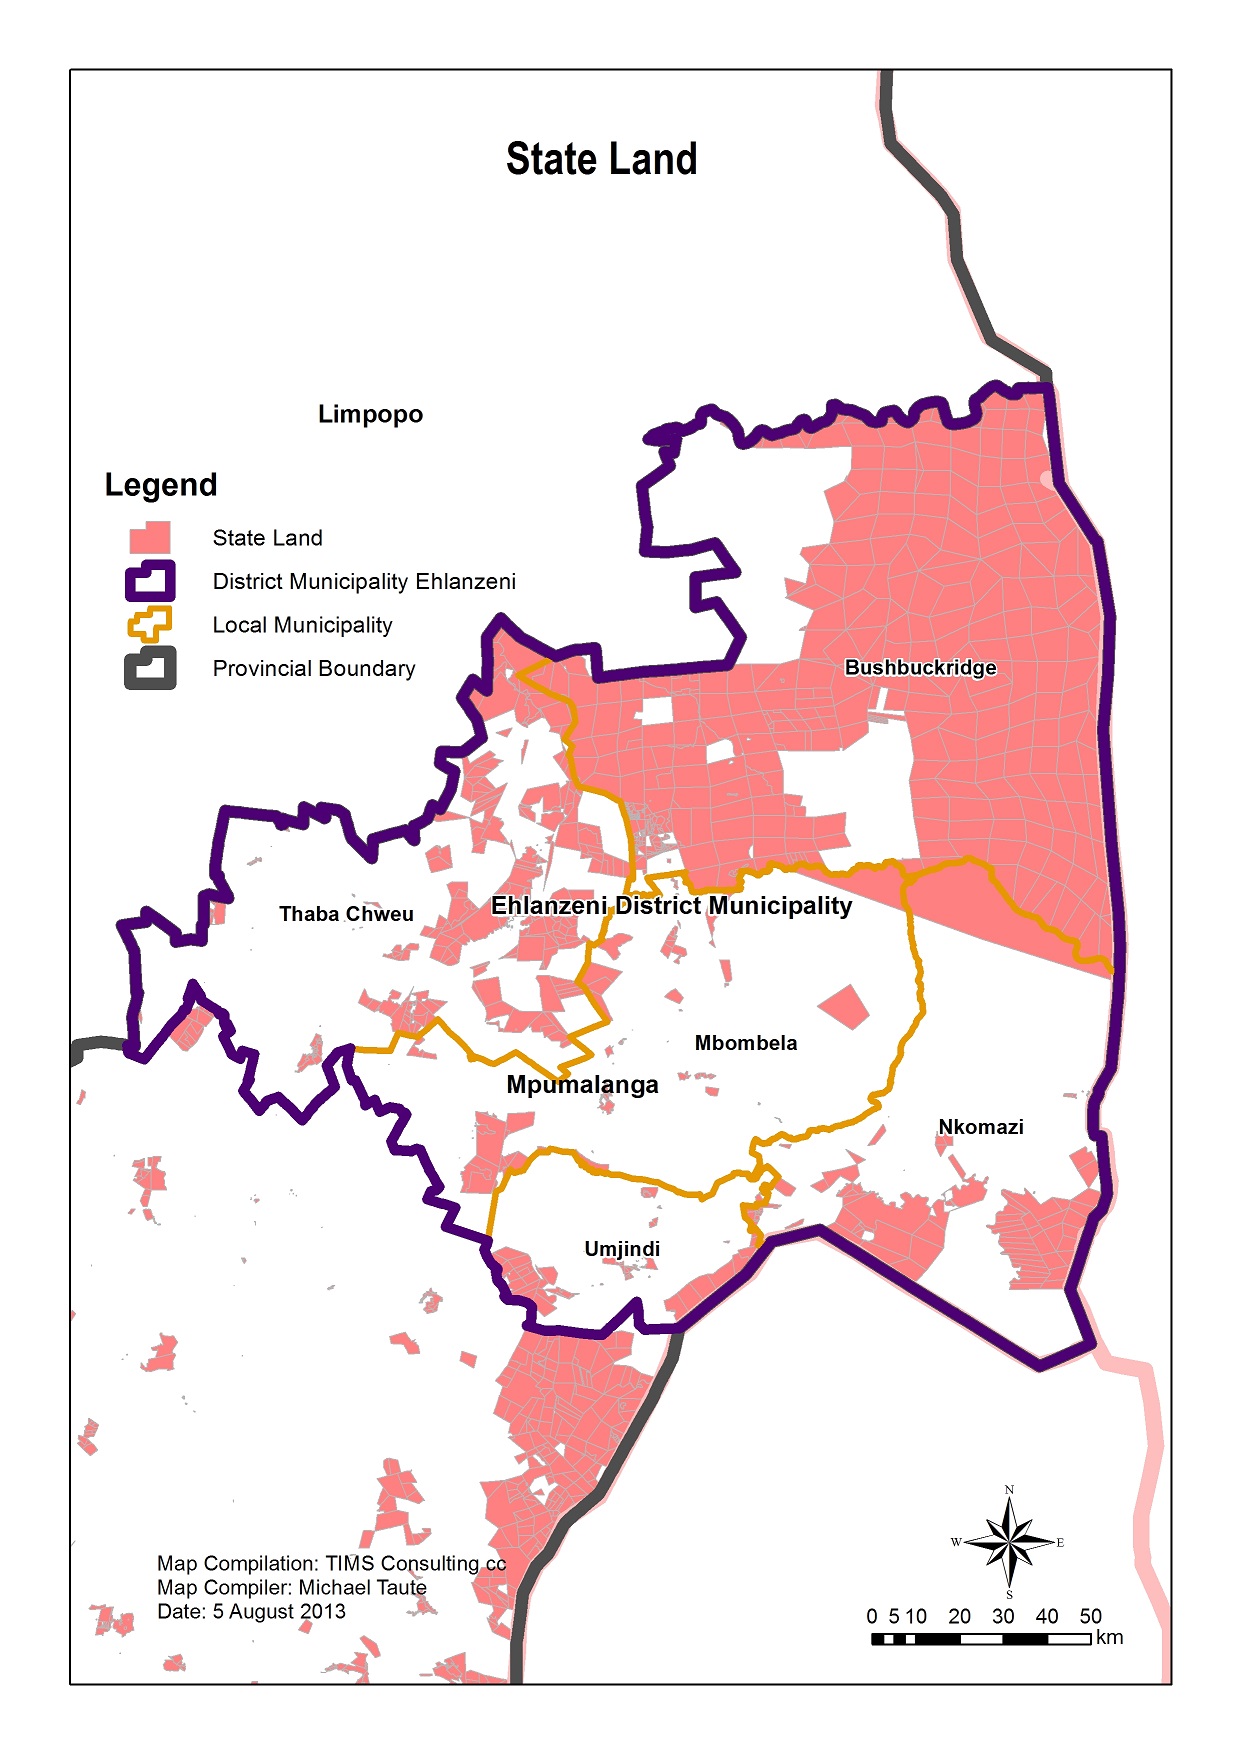 State Land
Limpopo
Legend
State Land
District Municipality Ehlanzeni
Local Municipality
Provincial Boundary
Bushbuckridge
Thaba Chweu
Ehlanzeni District Municipality
Mbombela
Mpumalanga
Nkomazi
Umjindi
N
W E
S
Map Compilation: TIMS Consulting cc
Map Compiler: Michael Taute
Date: 5 August 2013
0 5 10 20 30 40 50
km